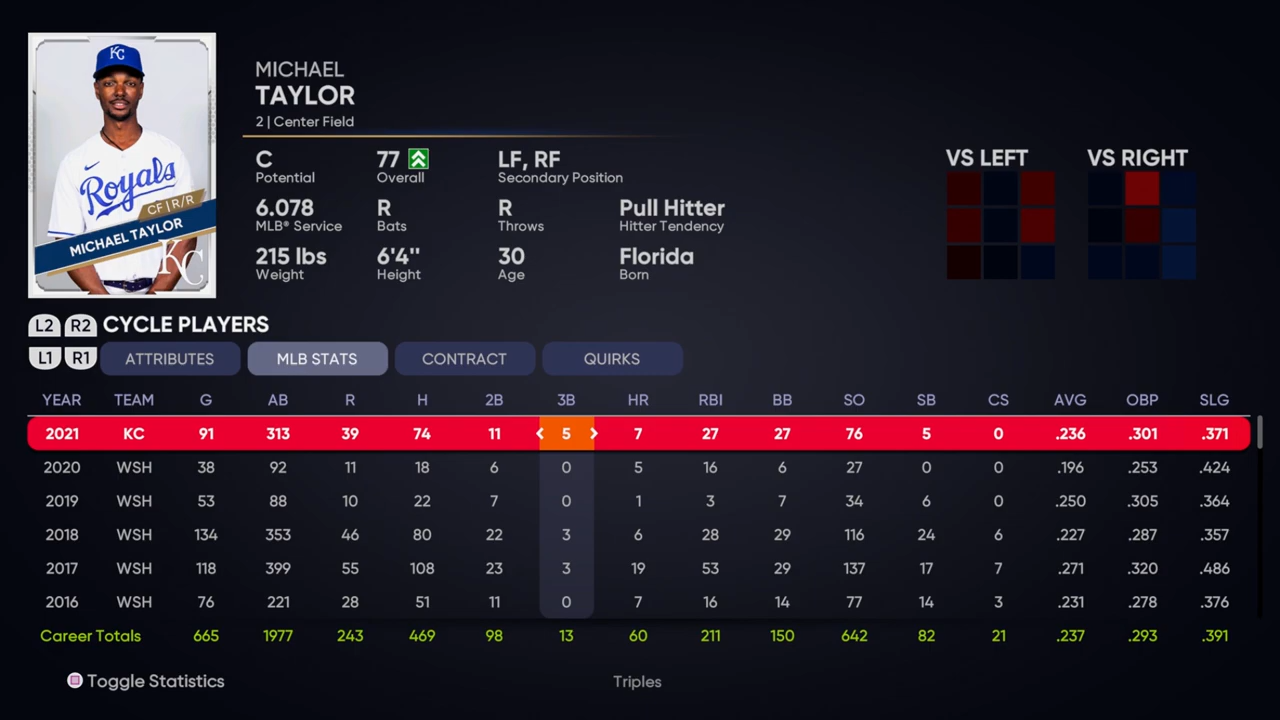 KC
Royals
CF | R/R
MICHAEL TAYLOR
KC
MICHAEL
TAYLOR
2 | Center Field
C 77 LF, RF
Potential Overall Secondary Position
6.078 R R Pull Hitter
MLB® Service Bats Throws Hitter Tendency
215 lbs 6'4'' 30 Florida
Weight Height Age Born
VS LEFT VS RIGHT
L2 R2 CYCLE PLAYERS
L1 R1 ATTRIBUTES MLB STATS CONTRACT QUIRKS
YEAR TEAM G AB R H 2B 3B HR RBI BB SO SB CS AVG OBP SLG
2021 KC 91 313 39 74 11 5 7 27 27 76 5 0 .236 .301 .371
2020 WSH 38 92 11 18 6 0 5 16 6 27 0 0 .196 .253 .424
2019 WSH 53 88 10 22 7 0 1 3 7 34 6 0 .250 .305 .364
2018 WSH 134 353 46 80 22 3 6 28 29 116 24 6 .227 .287 .357
2017 WSH 118 399 55 108 23 3 19 53 29 137 17 7 .271 .320 .486
2016 WSH 76 221 28 51 11 0 7 16 14 77 14 3 .231 .278 .376
Career Totals 665 1977 243 469 98 13 60 211 150 642 82 21 .237 .293 .391
Toggle Statistics Triples